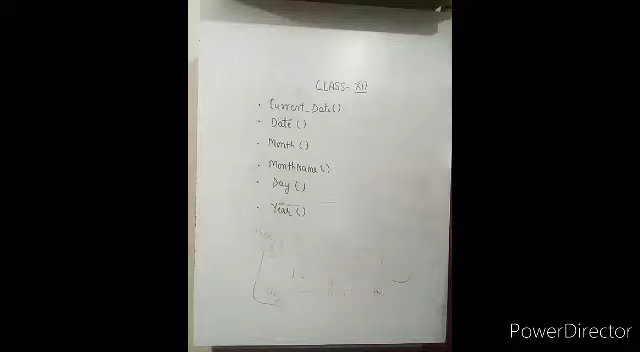 CLASS-XII
• Current_Date()
• Date ()
• Month ()
• MonthName ()
• Day ()
• Year ()
PowerDirector